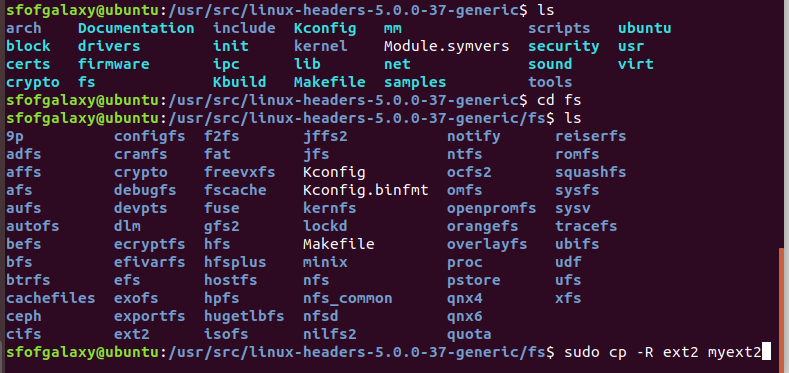 sfofgalaxy@ubuntu:/usr/src/linux-headers-5.0.0-37-generic$ ls
arch Documentation include Kconfig mm scripts ubuntu
block drivers init kernel Module.symvers security usr
certs firmware ipc lib net sound virt
crypto fs Kbuild Makefile samples tools
sfofgalaxy@ubuntu:/usr/src/linux-headers-5.0.0-37-generic$ cd fs
sfofgalaxy@ubuntu:/usr/src/linux-headers-5.0.0-37-generic/fs$ ls
9p configfs f2fs jffs2 notify reiserfs
adfs cramfs fat jfs ntfs romfs
affs crypto freevxfs Kconfig ocfs2 squashfs
afs debugfs fscache Kconfig.binfmt omfs sysfs
aufs devpts fuse kernfs openpromfs sysv
autofs dlm gfs2 lockd orangefs tracefs
befs ecryptfs hfs Makefile overlayfs ubifs
bfs efivarfs hfsplus minix proc udf
btrfs efs hostfs nfs pstore ufs
cachefiles exofs hpfs nfs_common qnx4 xfs
ceph exportfs hugetlbfs nfsd qnx6
cifs ext2 isofs nilfs2 quota
sfofgalaxy@ubuntu:/usr/src/linux-headers-5.0.0-37-generic/fs$ sudo cp -R ext2 myext2